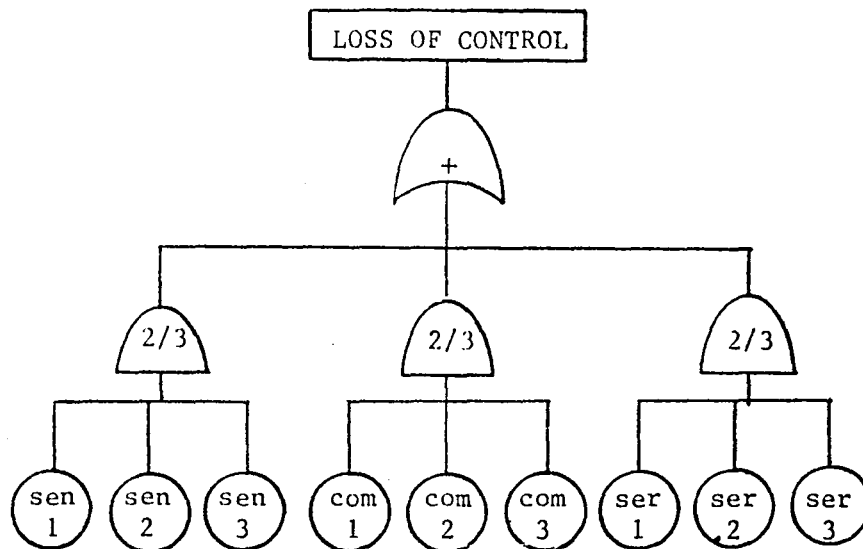 LOSS OF CONTROL
+
2/3 2/3 2/3
sen sen sen com com com ser ser ser
1 2 3 1 2 3 1 2 3